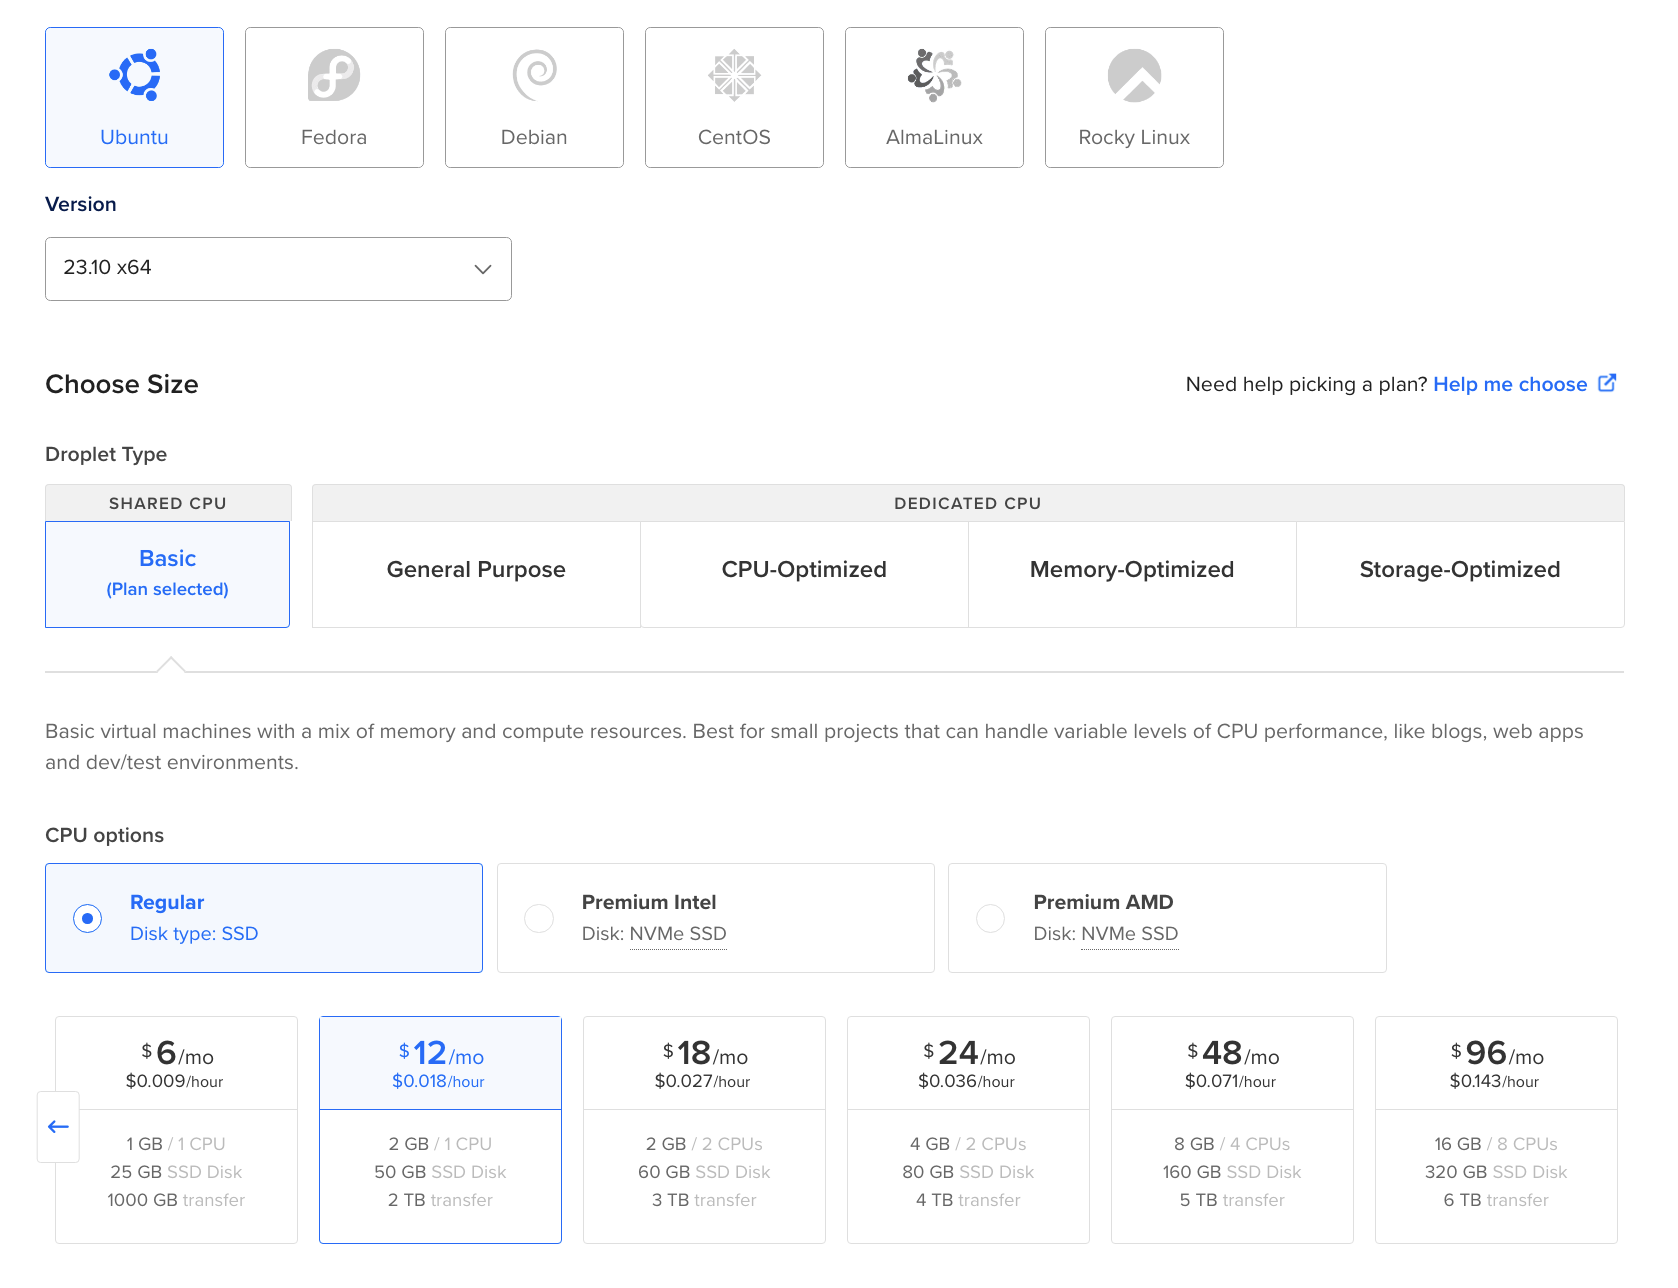 Ubuntu
Fedora
Debian
CentOS
AlmaLinux
Rocky Linux
Version
23.10 x64
Choose Size
Need help picking a plan? Help me choose
Droplet Type
SHARED CPU
DEDICATED CPU
Basic
(Plan selected)
General Purpose
CPU-Optimized
Memory-Optimized
Storage-Optimized
Basic virtual machines with a mix of memory and compute resources. Best for small projects that can handle variable levels of CPU performance, like blogs, web apps
and dev/test environments.
CPU options
Regular
Disk type: SSD
Premium Intel
Disk: NVMe SSD
Premium AMD
Disk: NVMe SSD
$6/mo
$0.009/hour
1 GB / 1 CPU
25 GB SSD Disk
1000 GB transfer
$12/mo
$0.018/hour
2 GB / 1 CPU
50 GB SSD Disk
2 TB transfer
$18/mo
$0.027/hour
2 GB / 2 CPUs
60 GB SSD Disk
3 TB transfer
$24/mo
$0.036/hour
4 GB / 2 CPUs
80 GB SSD Disk
4 TB transfer
$48/mo
$0.071/hour
8 GB / 4 CPUs
160 GB SSD Disk
5 TB transfer
$96/mo
$0.143/hour
16 GB / 8 CPUs
320 GB SSD Disk
6 TB transfer